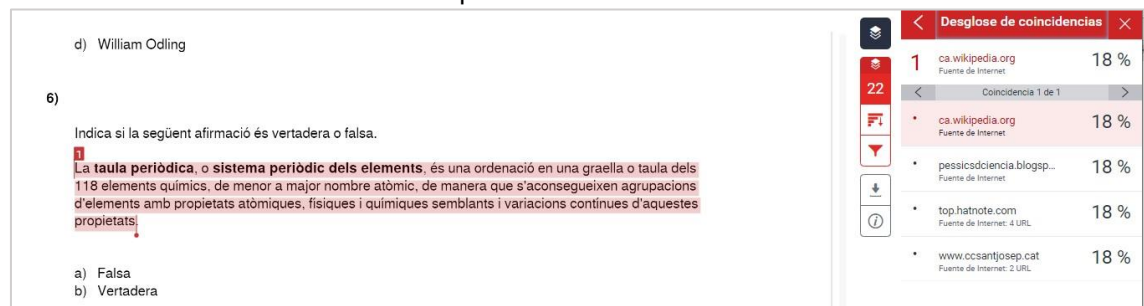 d) William Odling
6)
Indica si la següent afirmació és vertadera o falsa.
1
La taula periòdica, o sistema periòdic dels elements, és una ordenació en una graella o taula dels
118 elements químics, de menor a major nombre atòmic, de manera que s'aconsegueixen agrupacions
d'elements amb propietats atòmiques, físiques i químiques semblants i variacions contínues d'aquestes
propietats.
a) Falsa
b) Vertadera
22
Desglose de coincidencias
1 ca.wikipedia.org 18 %
Fuente de Internet
Coincidencia 1 de 1
ca.wikipedia.org 18 %
Fuente de Internet
pessicsdciencia.blogsp... 18 %
Fuente de Internet
top.hatnote.com 18 %
Fuente de Internet: 4 URL
www.ccsantjosep.cat 18 %
Fuente de Internet: 2 URL